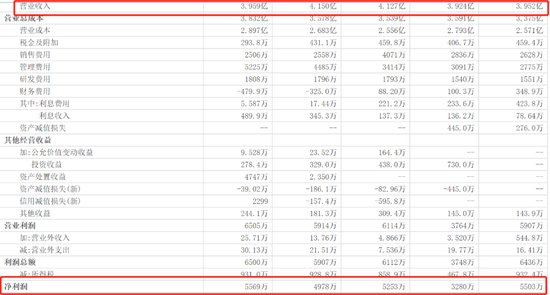 营业收入 3.959亿 4.150亿 4.127亿 3.924亿 3.952亿
营业总成本 3.832亿 3.578亿 3.539亿 3.591亿 3.375亿
营业成本 2.897亿 2.683亿 2.556亿 2.793亿 2.571亿
税金及附加 293.8万 431.1万 459.8万 406.7万 459.4万
销售费用 2506万 2558万 4071万 2836万 2628万
管理费用 5225万 4485万 3414万 3091万 2775万
研发费用 1808万 1796万 1793万 1540万 1551万
财务费用 -479.9万 -325.0万 88.20万 100.3万 348.9万
其中:利息费用 5.587万 17.44万 221.2万 233.6万 423.8万
利息收入 489.9万 345.3万 137.3万 136.2万 78.64万
资产减值损失 -- -- -- 445.0万 276.0万
其他经营收益
加:公允价值变动收益 9.528万 23.52万 164.4万 -- --
投资收益 278.4万 329.0万 438.0万 730.0万 --
资产处置收益 4747万 2.350万 -- -- --
资产减值损失(新) -39.02万 -186.1万 -82.96万 -445.0万 --
信用减值损失(新) 2299 -157.4万 -595.8万 -- --
其他收益 244.1万 181.3万 309.4万 145.0万 143.9万
营业利润 6505万 5914万 6114万 3764万 5907万
加:营业外收入 25.71万 13.76万 4.866万 3.520万 544.8万
减:营业外支出 30.13万 21.51万 7.536万 19.77万 16.41万
利润总额 6500万 5907万 6112万 3748万 6436万
减:所得税 931.0万 928.8万 858.9万 467.8万 932.4万
净利润 5569万 4978万 5253万 3280万 5503万